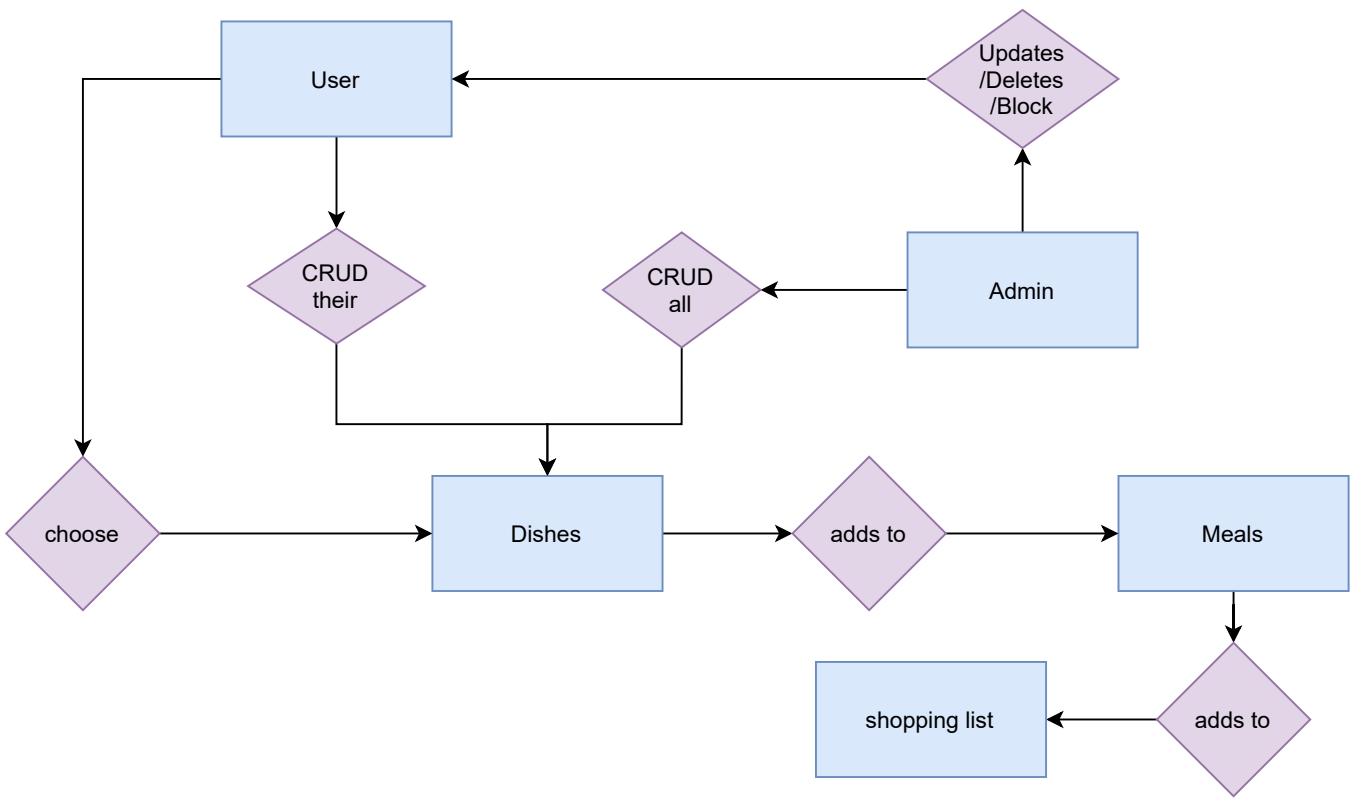 User
Updates
/Deletes
/Block
CRUD
their
CRUD
all
Admin
choose
Dishes
adds to
Meals
shopping list
adds to